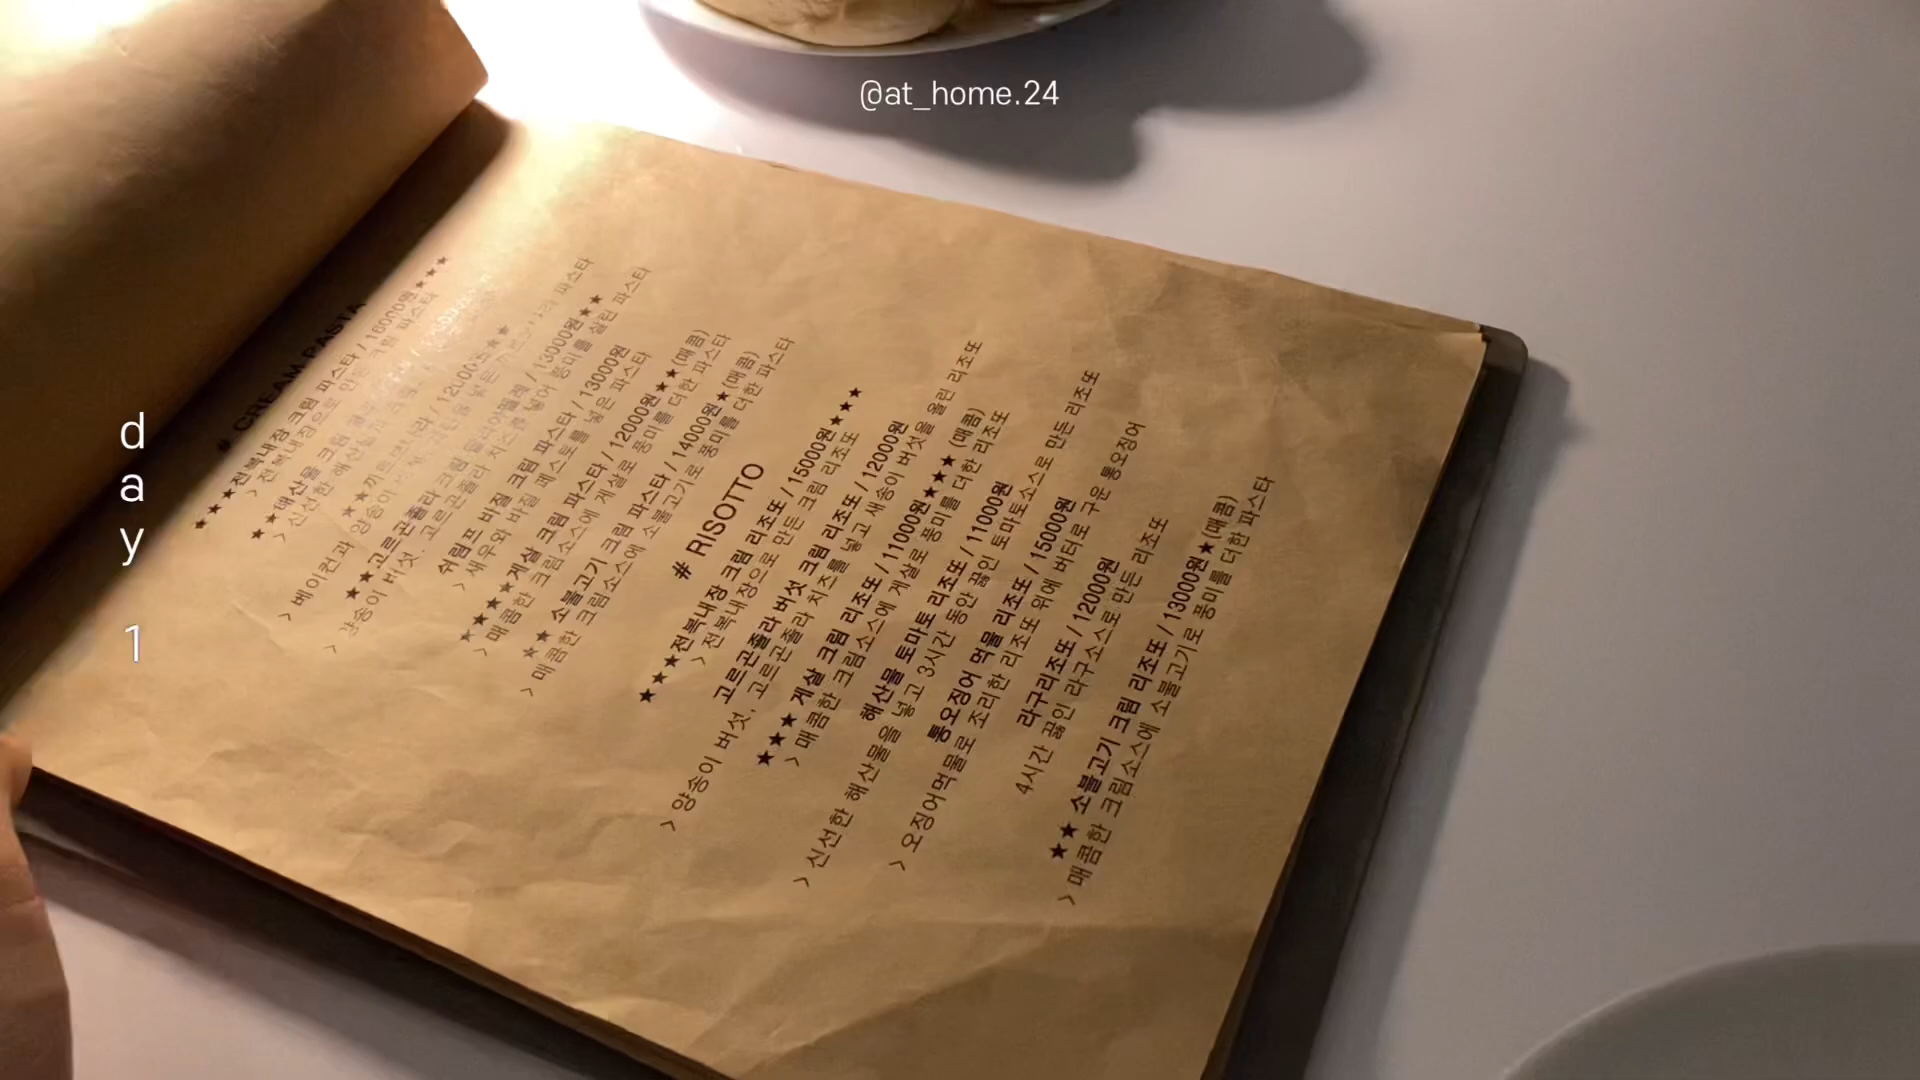 @at_home.24
day 1
# CREAM PASTA
★★★전복내장 크림 파스타 / 16000원★★★
> 전복내장으로 만든 크림 파스타
★★해산물 크림
> 신선한 해산물
★★까르보나라 / 12000원★★
> 베이컨과 양송이 버섯
★★고르곤졸라 크림 / 13000원★★
> 양송이 버섯, 고르곤졸라 치즈를 넣어 풍미를 살린 파스타
쉬림프 바질 크림 파스타 / 13000원
> 새우와 바질 페스토를 넣은 파스타
★★★★게살 크림 파스타 / 12000원★★(매콤)
> 매콤한 크림소스에 게살로 풍미를 더한 파스타
★★ 소불고기 크림 파스타 / 14000원★(매콤)
> 매콤한 크림소스에 소불고기로 풍미를 더한 파스타
# RISOTTO
★★★전복내장 크림 리조또 / 15000원★★★
> 전복내장으로 만든 크림 리조또
고르곤졸라 버섯 크림 리조또 / 12000원
> 양송이 버섯, 고르곤졸라 치즈를 넣고 새송이 버섯을 올린 리조또
★★★ 게살 크림 리조또 / 11000원★★★ (매콤)
> 매콤한 크림소스에 게살로 풍미를 더한 리조또
해산물 토마토 리조또 / 11000원
> 신선한 해산물을 넣고 3시간 동안 끓인 토마토소스로 만든 리조또
통오징어 먹물 리조또 / 15000원
> 오징어먹물로 조리한 리조또 위에 버터로 구운 통오징어
라구리조또 / 12000원
4시간 끓인 라구소스로 만든 리조또
★★ 소불고기 크림 리조또 / 13000원★(매콤)
> 매콤한 크림소스에 소불고기로 풍미를 더한 파스타